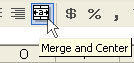 a $ % ,
Merge and Center
O